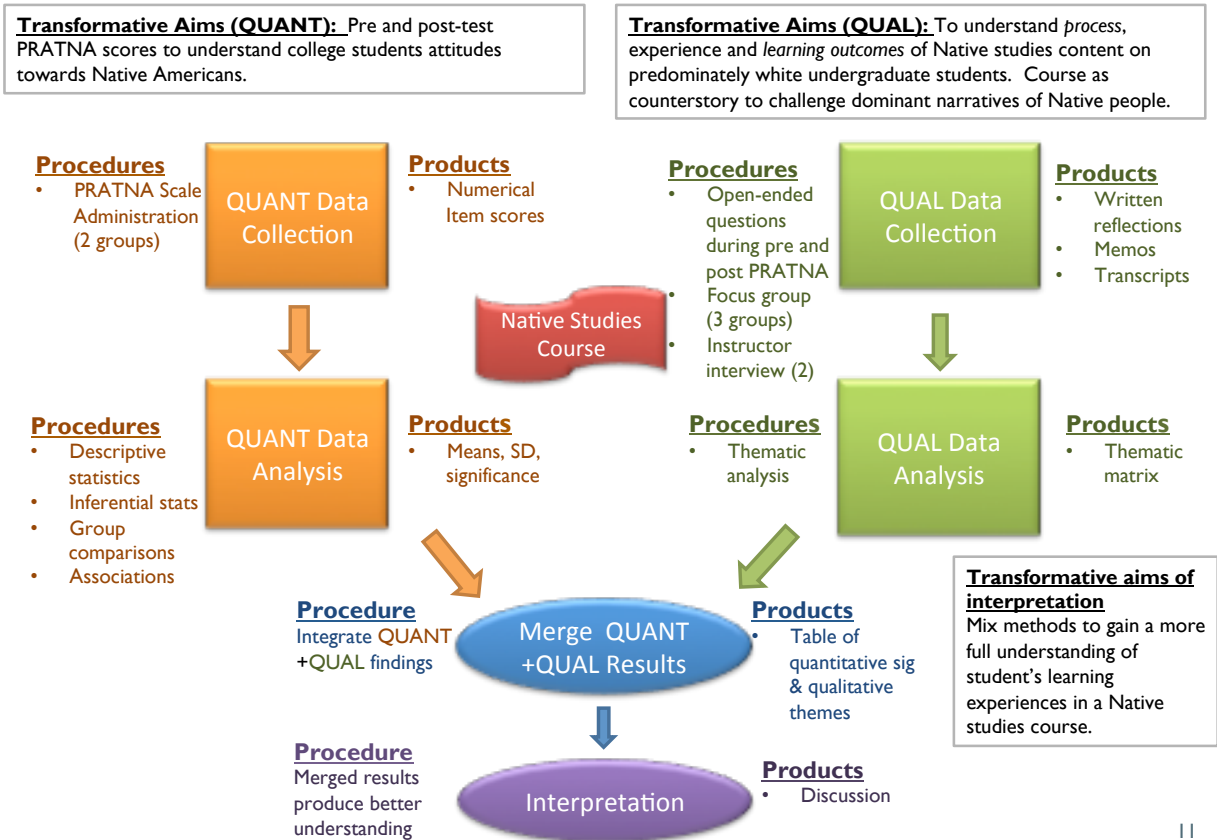 Transformative Aims (QUANT): Pre and post-test
PRATNA scores to understand college students attitudes
towards Native Americans.
Transformative Aims (QUAL): To understand process,
experience and learning outcomes of Native studies content on
predominately white undergraduate students. Course as
counterstory to challenge dominant narratives of Native people.
Procedures
• PRATNA Scale
Administration
(2 groups)
QUANT Data
Collection
Products
• Numerical
Item scores
Procedures
• Open-ended
questions
during pre and
post PRATNA
• Focus group
(3 groups)
• Instructor
interview (2)
QUAL Data
Collection
Products
• Written
reflections
• Memos
• Transcripts
Native Studies
Course
Procedures
• Descriptive
statistics
• Inferential stats
• Group
comparisons
• Associations
QUANT Data
Analysis
Products
• Means, SD,
significance
Procedures
• Thematic
analysis
QUAL Data
Analysis
Products
• Thematic
matrix
Procedure
Integrate QUANT
+QUAL findings
Merge QUANT
+QUAL Results
Products
• Table of
quantitative sig
& qualitative
themes
Transformative aims of
interpretation
Mix methods to gain a more
full understanding of
student's learning
experiences in a Native
studies course.
Procedure
Merged results
produce better
understanding
Interpretation
Products
• Discussion
11